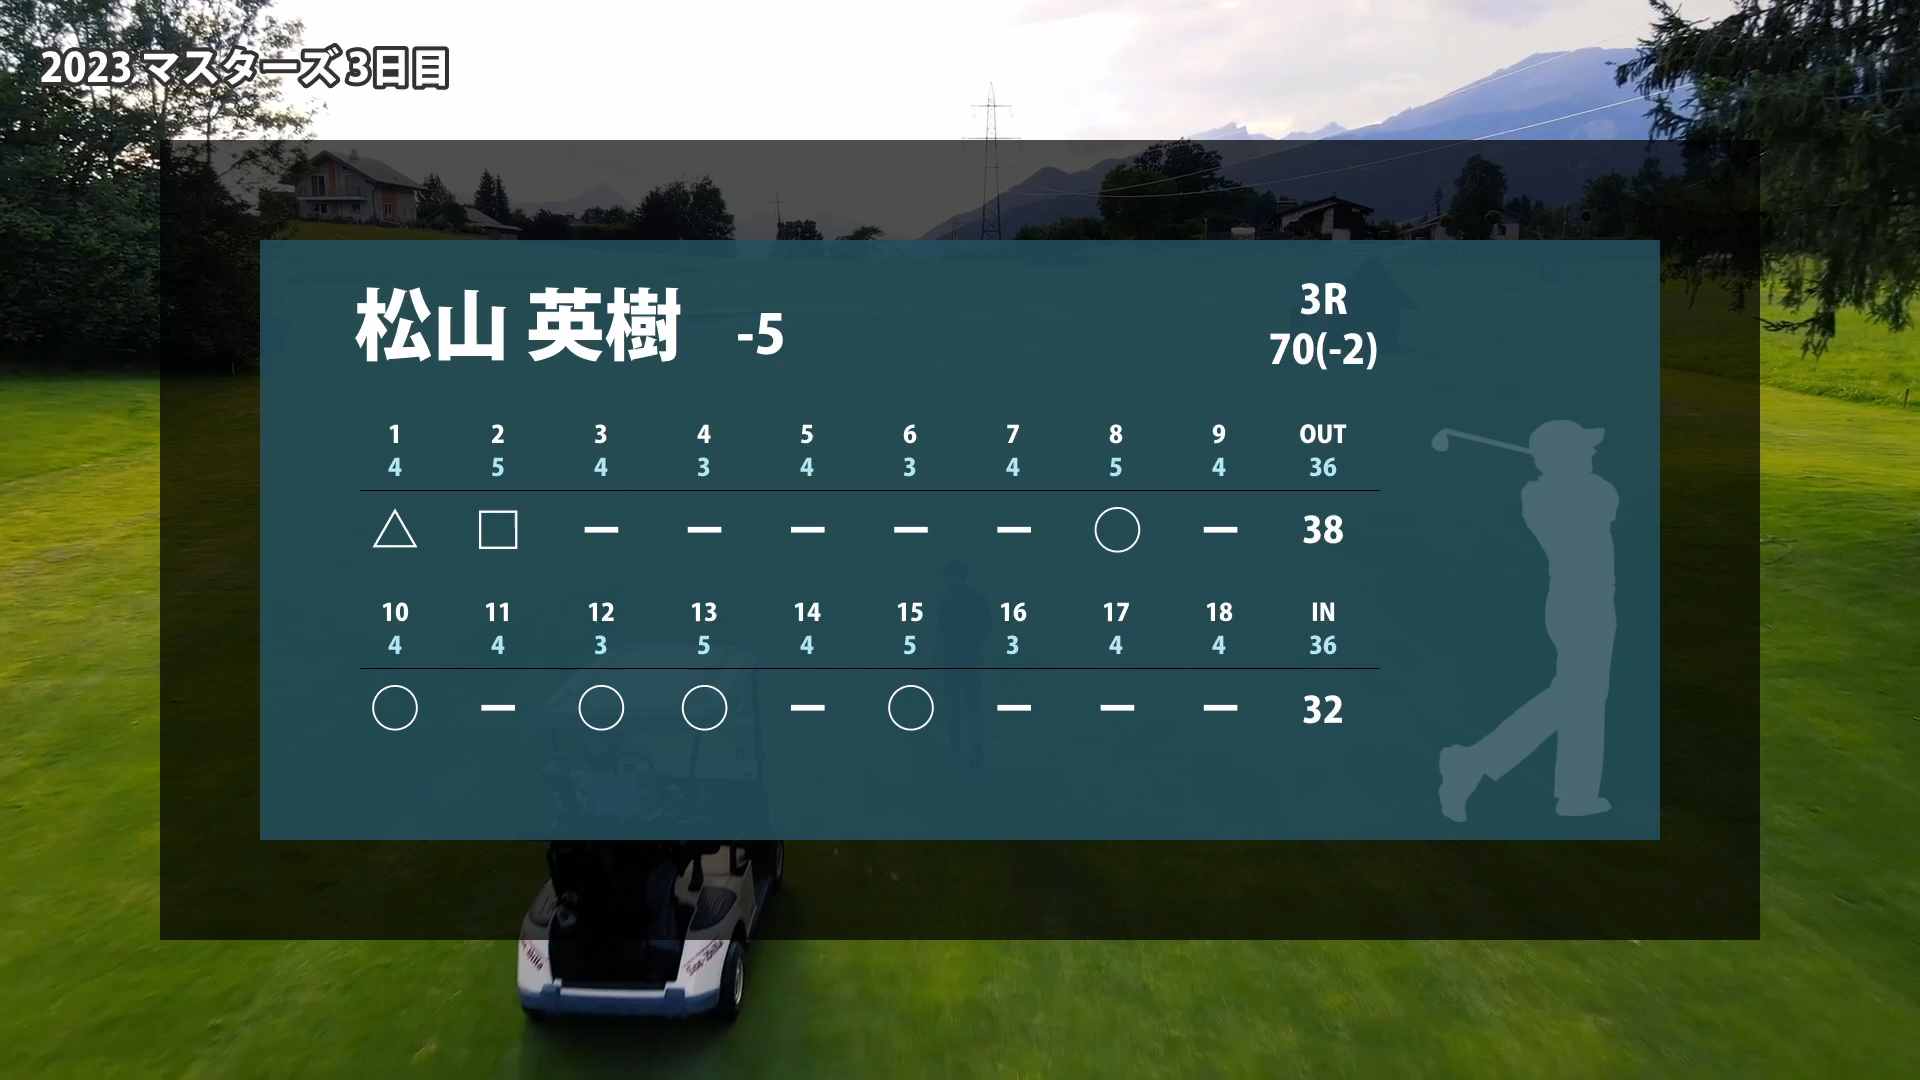 2023 マスターズ 3日目
松山 英樹 -5
3R
70(-2)
1 2 3 4 5 6 7 8 9 OUT
4 5 4 3 4 3 4 5 4 36
△ □ ー ー ー ー ー ○ ー 38
10 11 12 13 14 15 16 17 18 IN
4 4 3 5 4 5 3 4 4 36
○ ー ○ ○ ー ○ ー ー ー 32